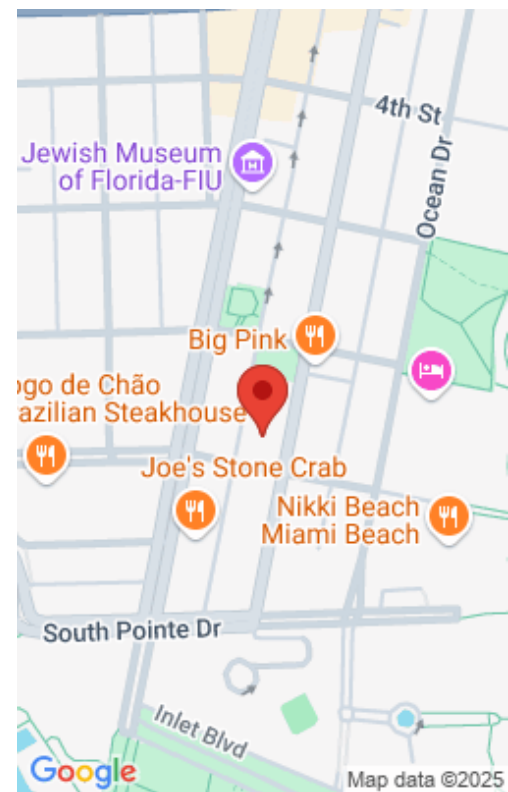 4th St
Ocean Dr
Jewish Museum
of Florida-FIU
Big Pink
ogo de Chão
azilian Steakhouse
Joe's Stone Crab
Nikki Beach
Miami Beach
South Pointe Dr
Inlet Blvd
Google
Map data ©2025